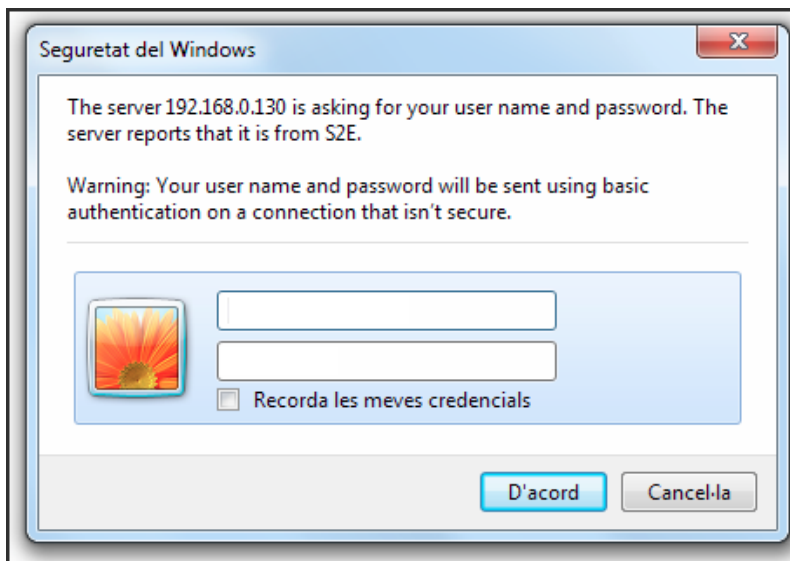 Seguretat del Windows
The server 192.168.0.130 is asking for your user name and password. The
server reports that it is from S2E.
Warning: Your user name and password will be sent using basic
authentication on a connection that isn't secure.
Recorda les meves credencials
D'acord
Cancel·la